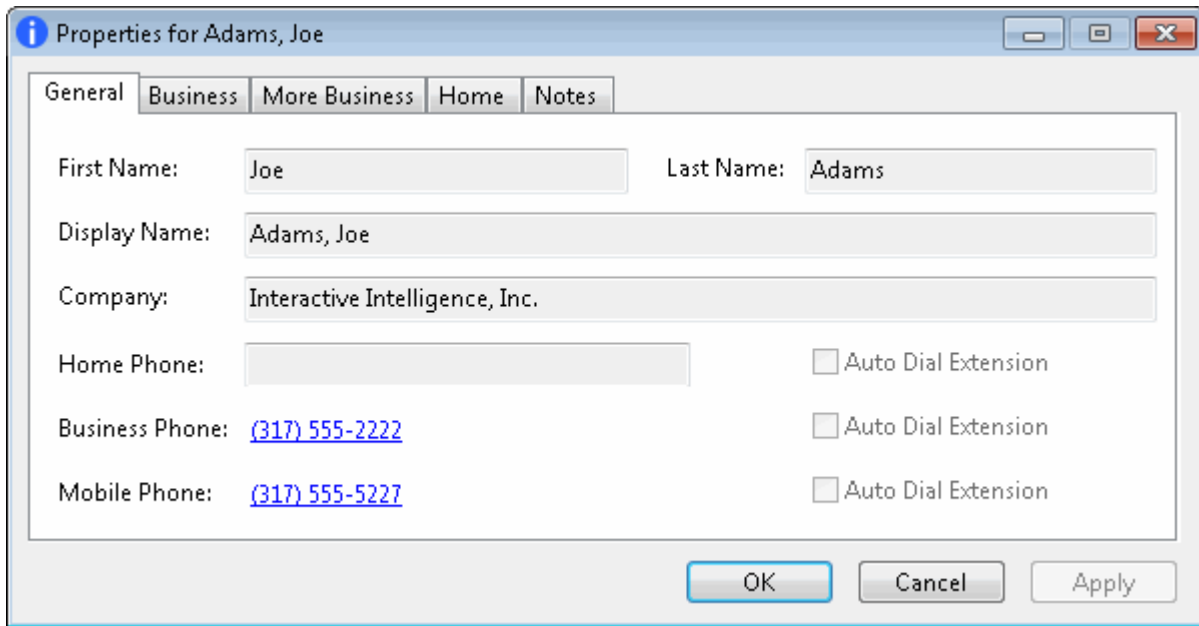 Properties for Adams, Joe
General Business More Business Home Notes
First Name: Joe Last Name: Adams
Display Name: Adams, Joe
Company: Interactive Intelligence, Inc.
Home Phone: Auto Dial Extension
Business Phone: (317) 555-2222 Auto Dial Extension
Mobile Phone: (317) 555-5227 Auto Dial Extension
OK Cancel Apply